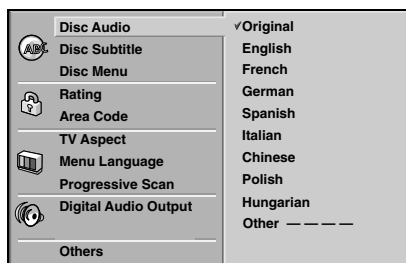 Disc Audio
Disc Subtitle
Disc Menu
Rating
Area Code
TV Aspect
Menu Language
Progressive Scan
Digital Audio Output
Others
✓Original
English
French
German
Spanish
Italian
Chinese
Polish
Hungarian
Other — — — —
ABC